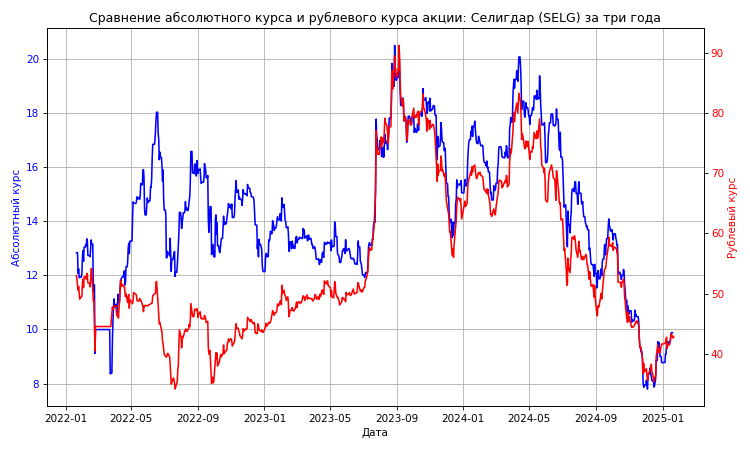 Сравнение абсолютного курса и рублевого курса акции: Селигдар (SELG) за три года
Абсолютный курс
20
18
16
14
12
10
8
90
80
70
60
50
40
Рублевый курс
2022-01 2022-05 2022-09 2023-01 2023-05 2023-09 2024-01 2024-05 2024-09 2025-01
Дата